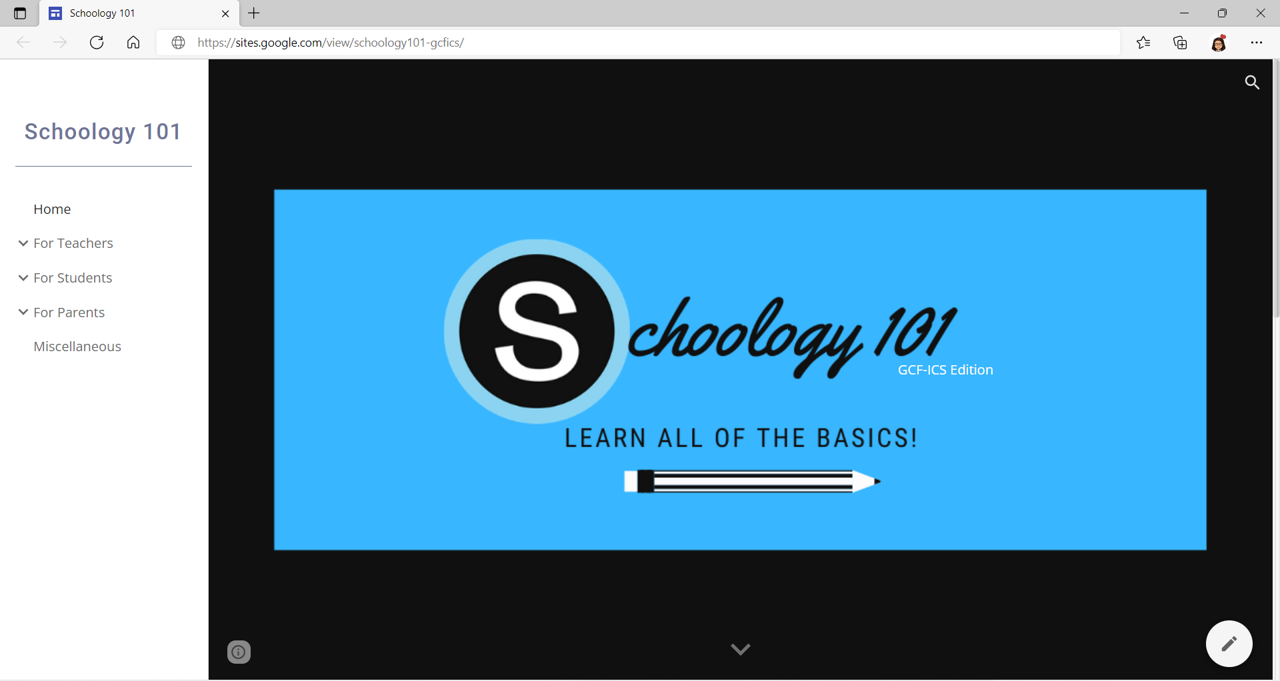 Schoology 101
https://sites.google.com/view/schoology101-gcfics/
Schoology 101
Home
For Teachers
For Students
For Parents
Miscellaneous
Schoology 101
GCF-ICS Edition
LEARN ALL OF THE BASICS!